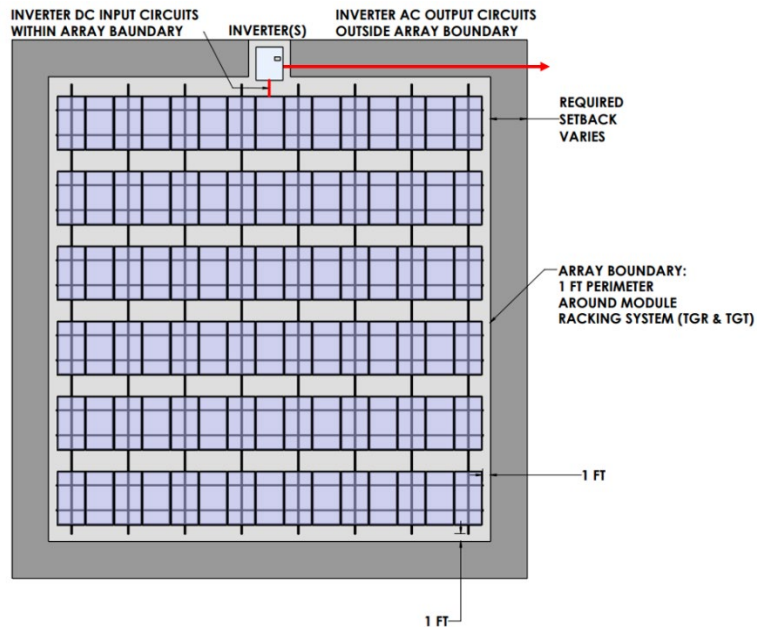 INVERTER DC INPUT CIRCUITS
WITHIN ARRAY BAUNDARY
INVERTER(S)
INVERTER AC OUTPUT CIRCUITS
OUTSIDE ARRAY BOUNDARY
REQUIRED
SETBACK
VARIES
ARRAY BOUNDARY:
1 FT PERIMETER
AROUND MODULE
RACKING SYSTEM (TGR & TGT)
1 FT
1 FT